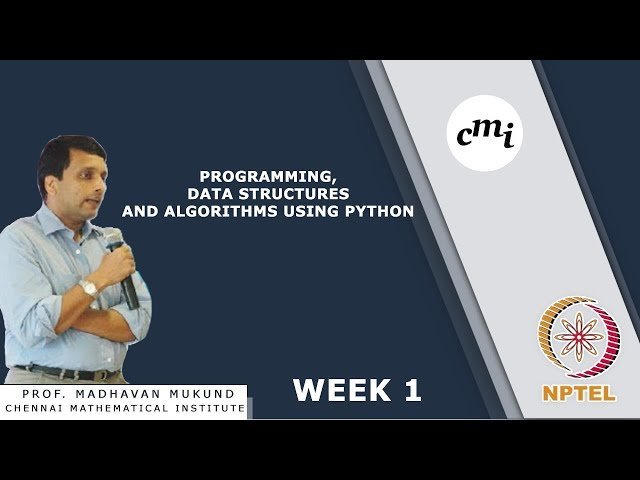 cmi
PROGRAMMING,
DATA STRUCTURES
AND ALGORITHMS USING PYTHON
PROF. MADHAVAN MUKUND
CHENNAI MATHEMATICAL INSTITUTE
WEEK 1
NPTEL